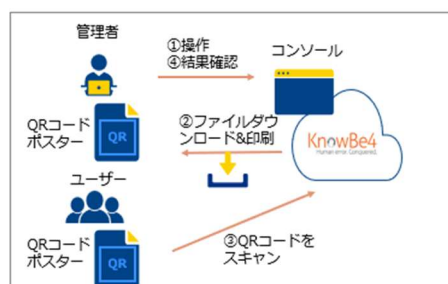 管理者
①操作
④結果確認
コンソール
QRコード
ポスター
QR
②ファイルダウ
ンロード&印刷
KnowBe4
Human error. Conquered.
ユーザー
QRコード
ポスター
QR
③QRコードを
スキャン